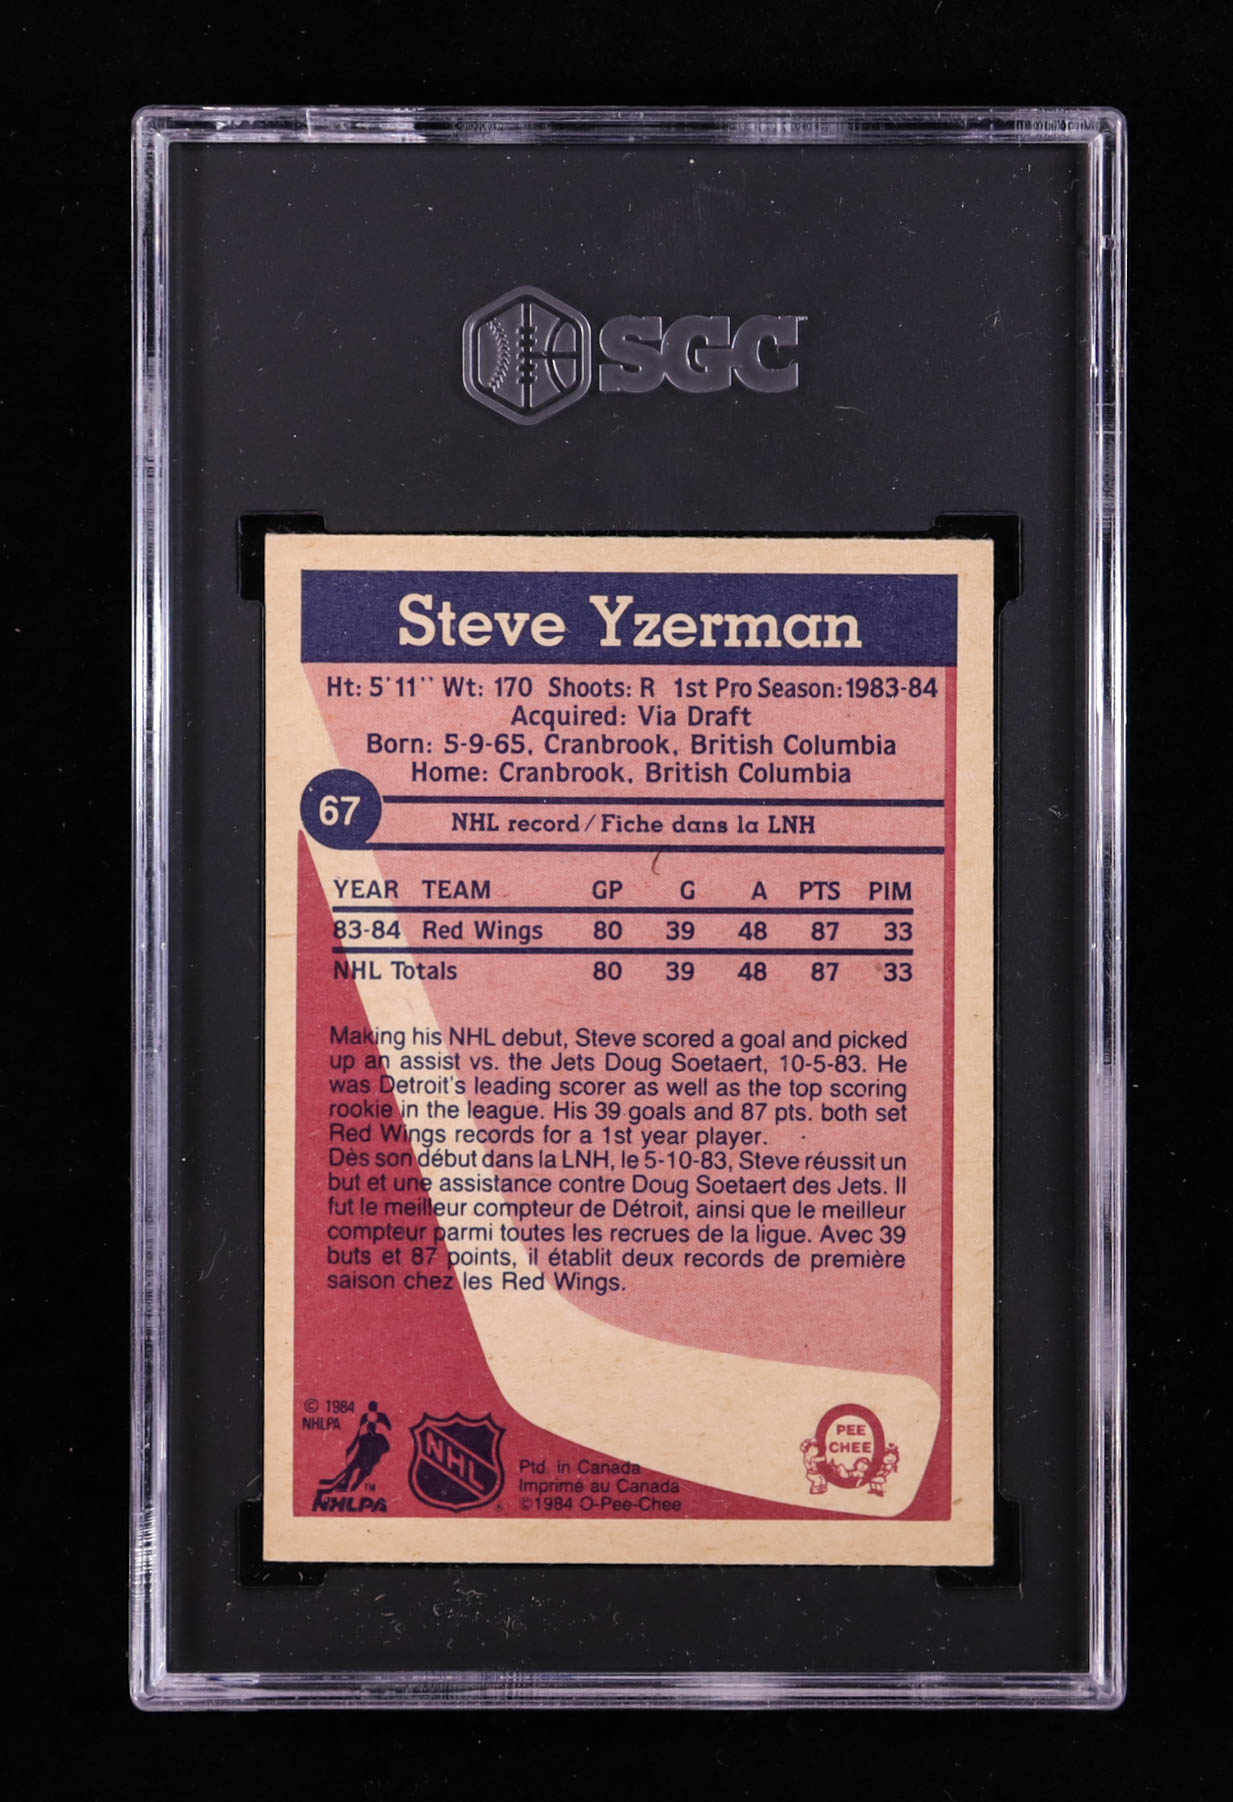 SGC
Steve Yzerman
Ht: 5'11'' Wt: 170 Shoots: R 1st Pro Season: 1983-84
Acquired: Via Draft
Born: 5-9-65, Cranbrook, British Columbia
Home: Cranbrook, British Columbia
67
NHL record/Fiche dans la LNH
YEAR TEAM GP G A PTS PIM
83-84 Red Wings 80 39 48 87 33
NHL Totals 80 39 48 87 33
Making his NHL debut, Steve scored a goal and picked
up an assist vs. the Jets Doug Soetaert, 10-5-83. He
was Detroit's leading scorer as well as the top scoring
rookie in the league. His 39 goals and 87 pts. both set
Red Wings records for a 1st year player.
Dès son début dans la LNH, le 5-10-83, Steve réussit un
but et une assistance contre Doug Soetaert des Jets. Il
fut le meilleur compteur de Détroit, ainsi que le meilleur
compteur parmi toutes les recrues de la ligue. Avec 39
buts et 87 points, il établit deux records de première
saison chez les Red Wings.
© 1984
NHLPA
TM
NHLPA
NHL
Ptd. in Canada
Imprimé au Canada
©1984 O-Pee-Chee
PEE
CHEE